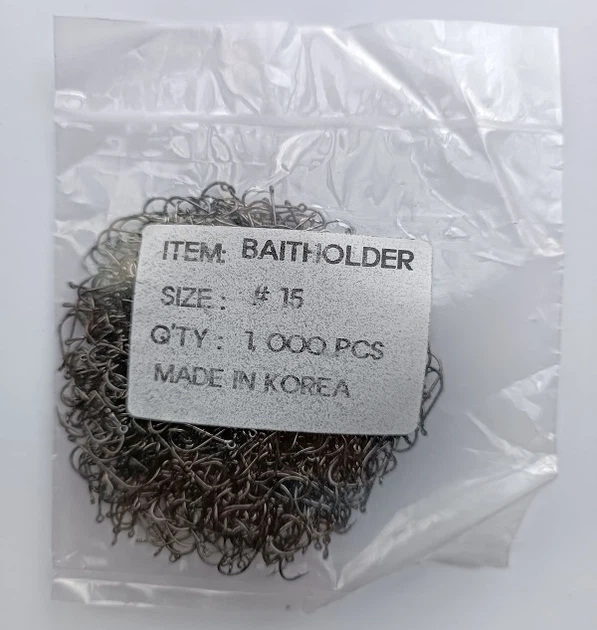 ITEM: BAITHOLDER
SIZE : # 15
Q'TY : 1,000 PCS
MADE IN KOREA